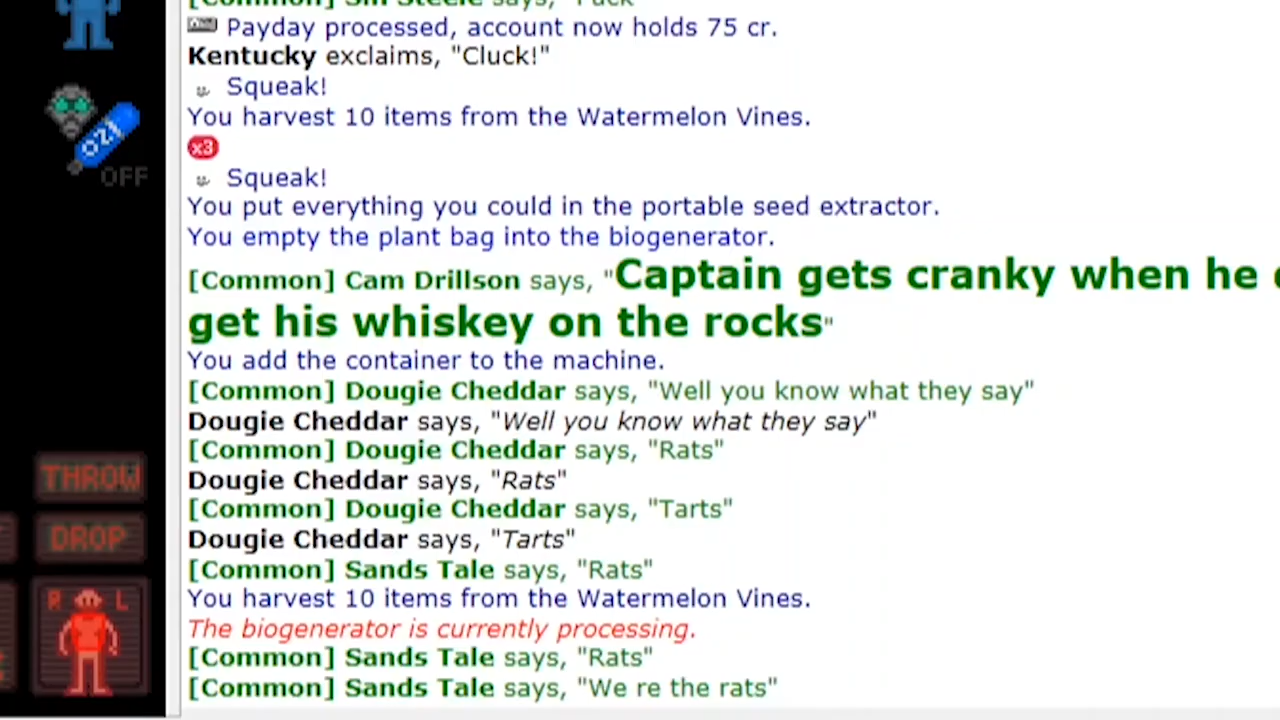 [Common] Sim Steele says, "Fuck"
Payday processed, account now holds 75 cr.
Kentucky exclaims, "Cluck!"
Squeak!
You harvest 10 items from the Watermelon Vines.
x3
OZI
OFF
Squeak!
You put everything you could in the portable seed extractor.
You empty the plant bag into the biogenerator.
[Common] Cam Drillson says, "Captain gets cranky when he
get his whiskey on the rocks"
You add the container to the machine.
[Common] Dougie Cheddar says, "Well you know what they say"
Dougie Cheddar says, "Well you know what they say"
[Common] Dougie Cheddar says, "Rats"
THROW
Dougie Cheddar says, "Rats"
[Common] Dougie Cheddar says, "Tarts"
DROP
Dougie Cheddar says, "Tarts"
[Common] Sands Tale says, "Rats"
R L
You harvest 10 items from the Watermelon Vines.
The biogenerator is currently processing.
[Common] Sands Tale says, "Rats"
[Common] Sands Tale says, "We re the rats"